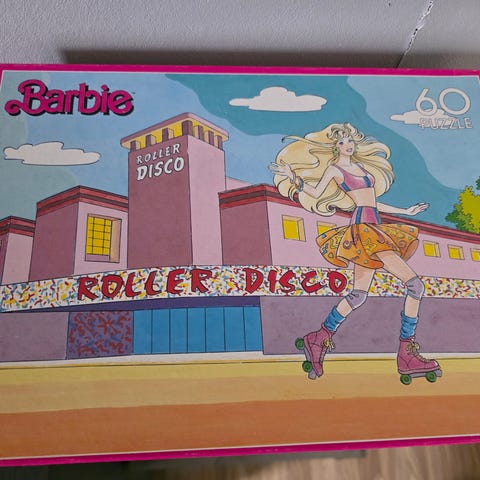 Barbie
60
PUZZLE
ROLLER
DISCO
ROLLER DISCO